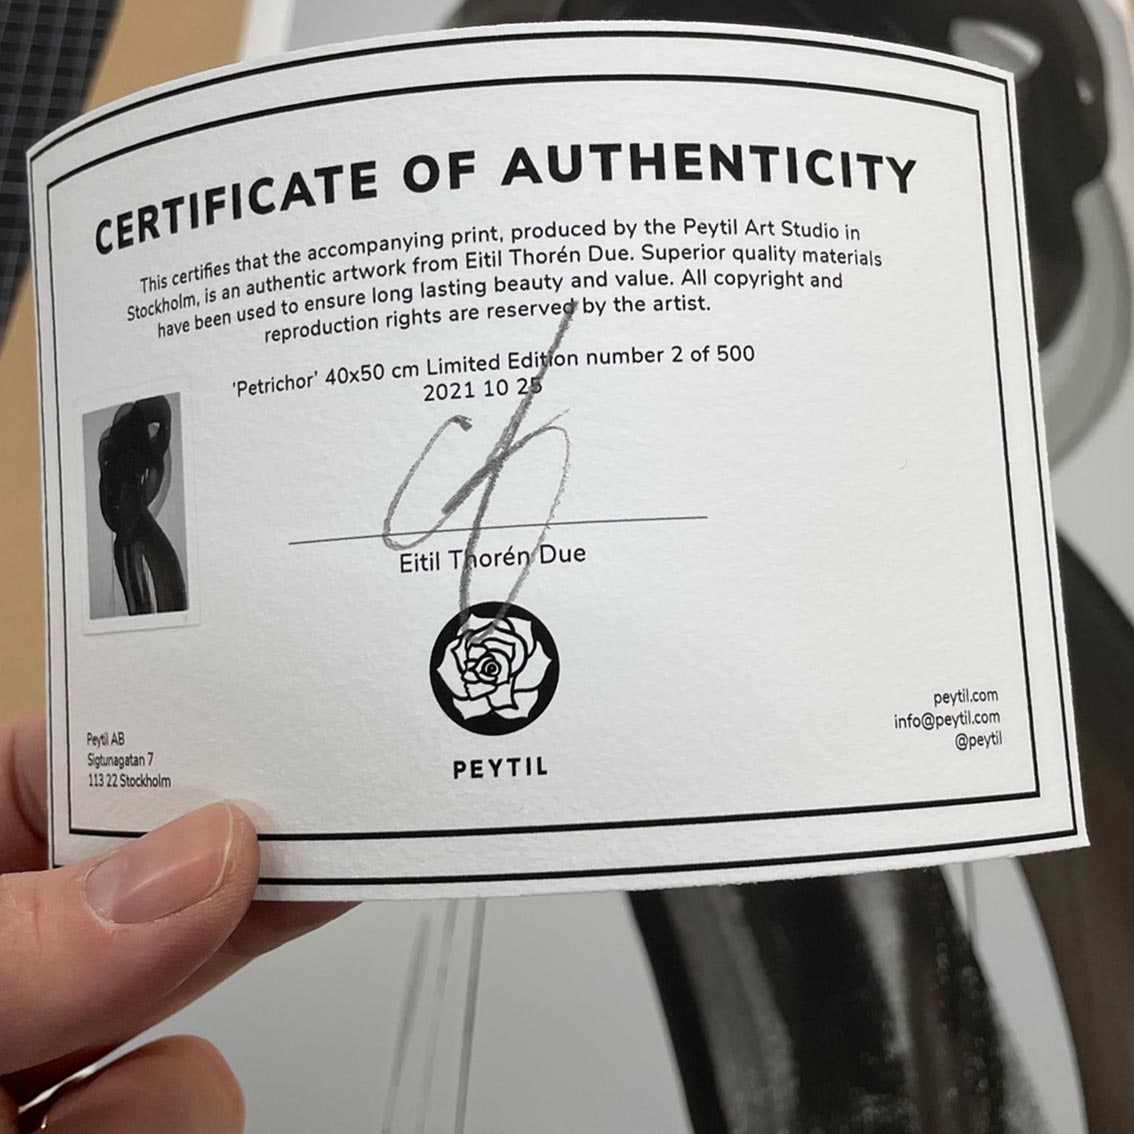 CERTIFICATE OF AUTHENTICITY
This certifies that the accompanying print, produced by the Peytil Art Studio in
Stockholm, is an authentic artwork from Eitil Thorén Due. Superior quality materials
have been used to ensure long lasting beauty and value. All copyright and
reproduction rights are reserved by the artist.
'Petrichor' 40x50 cm Limited Edition number 2 of 500
2021 10 25
Eitil Thorén Due
PEYTIL
Peytil AB
Sigtunagatan 7
113 22 Stockholm
peytil.com
info@peytil.com
@peytil